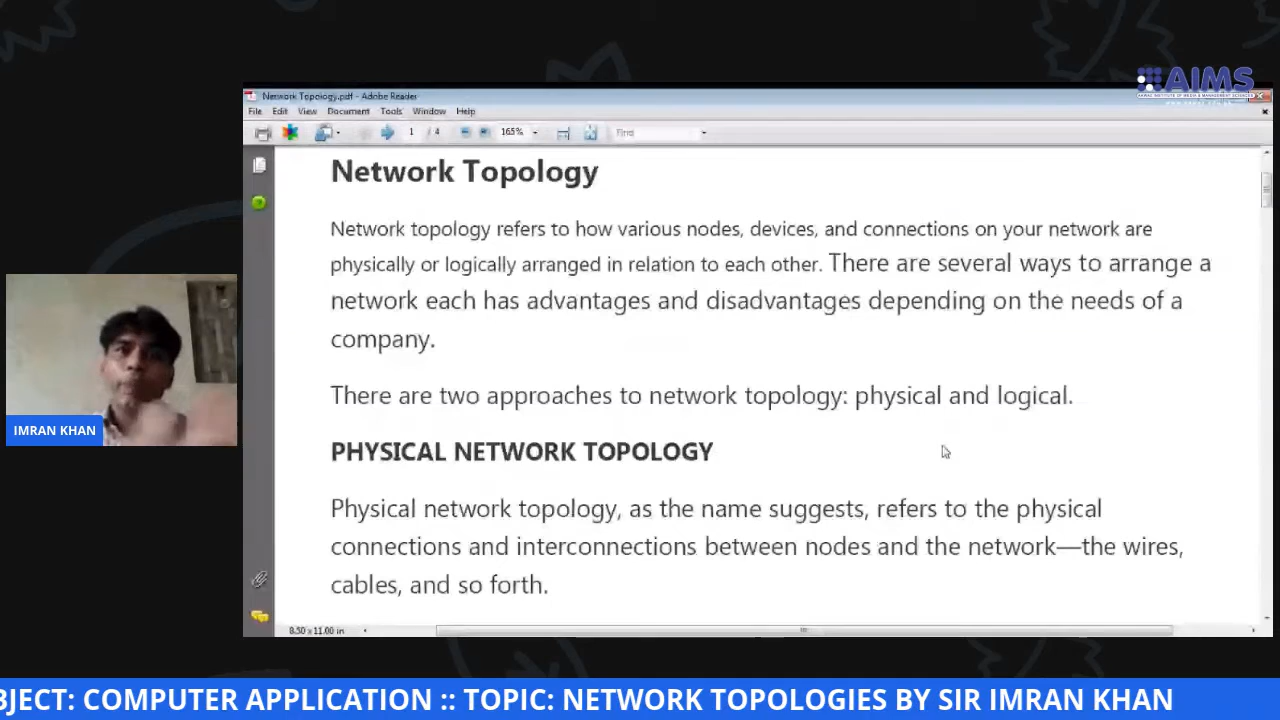 AIMS
Network Topology.pdf - Adobe Reader
File Edit View Document Tools Window Help
1 / 4 165% Find
Network Topology
Network topology refers to how various nodes, devices, and connections on your network are
physically or logically arranged in relation to each other. There are several ways to arrange a
network each has advantages and disadvantages depending on the needs of a
company.
There are two approaches to network topology: physical and logical.
PHYSICAL NETWORK TOPOLOGY
Physical network topology, as the name suggests, refers to the physical
connections and interconnections between nodes and the network—the wires,
cables, and so forth.
8.50 x 11.00 in
IMRAN KHAN
BJECT: COMPUTER APPLICATION :: TOPIC: NETWORK TOPOLOGIES BY SIR IMRAN KHAN